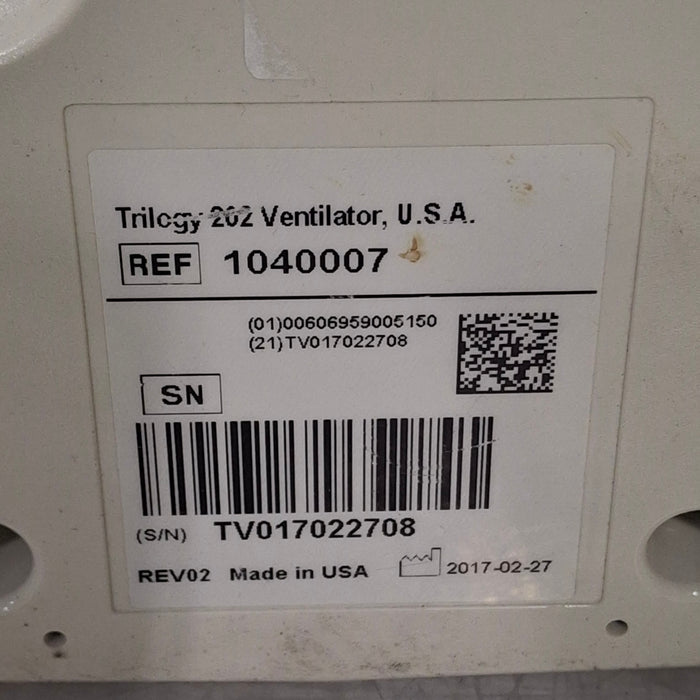 Trilogy 202 Ventilator, U.S.A.
REF 1040007
(01)00606959005150
(21)TV017022708
SN
(S/N) TV017022708
REV02 Made in USA 2017-02-27